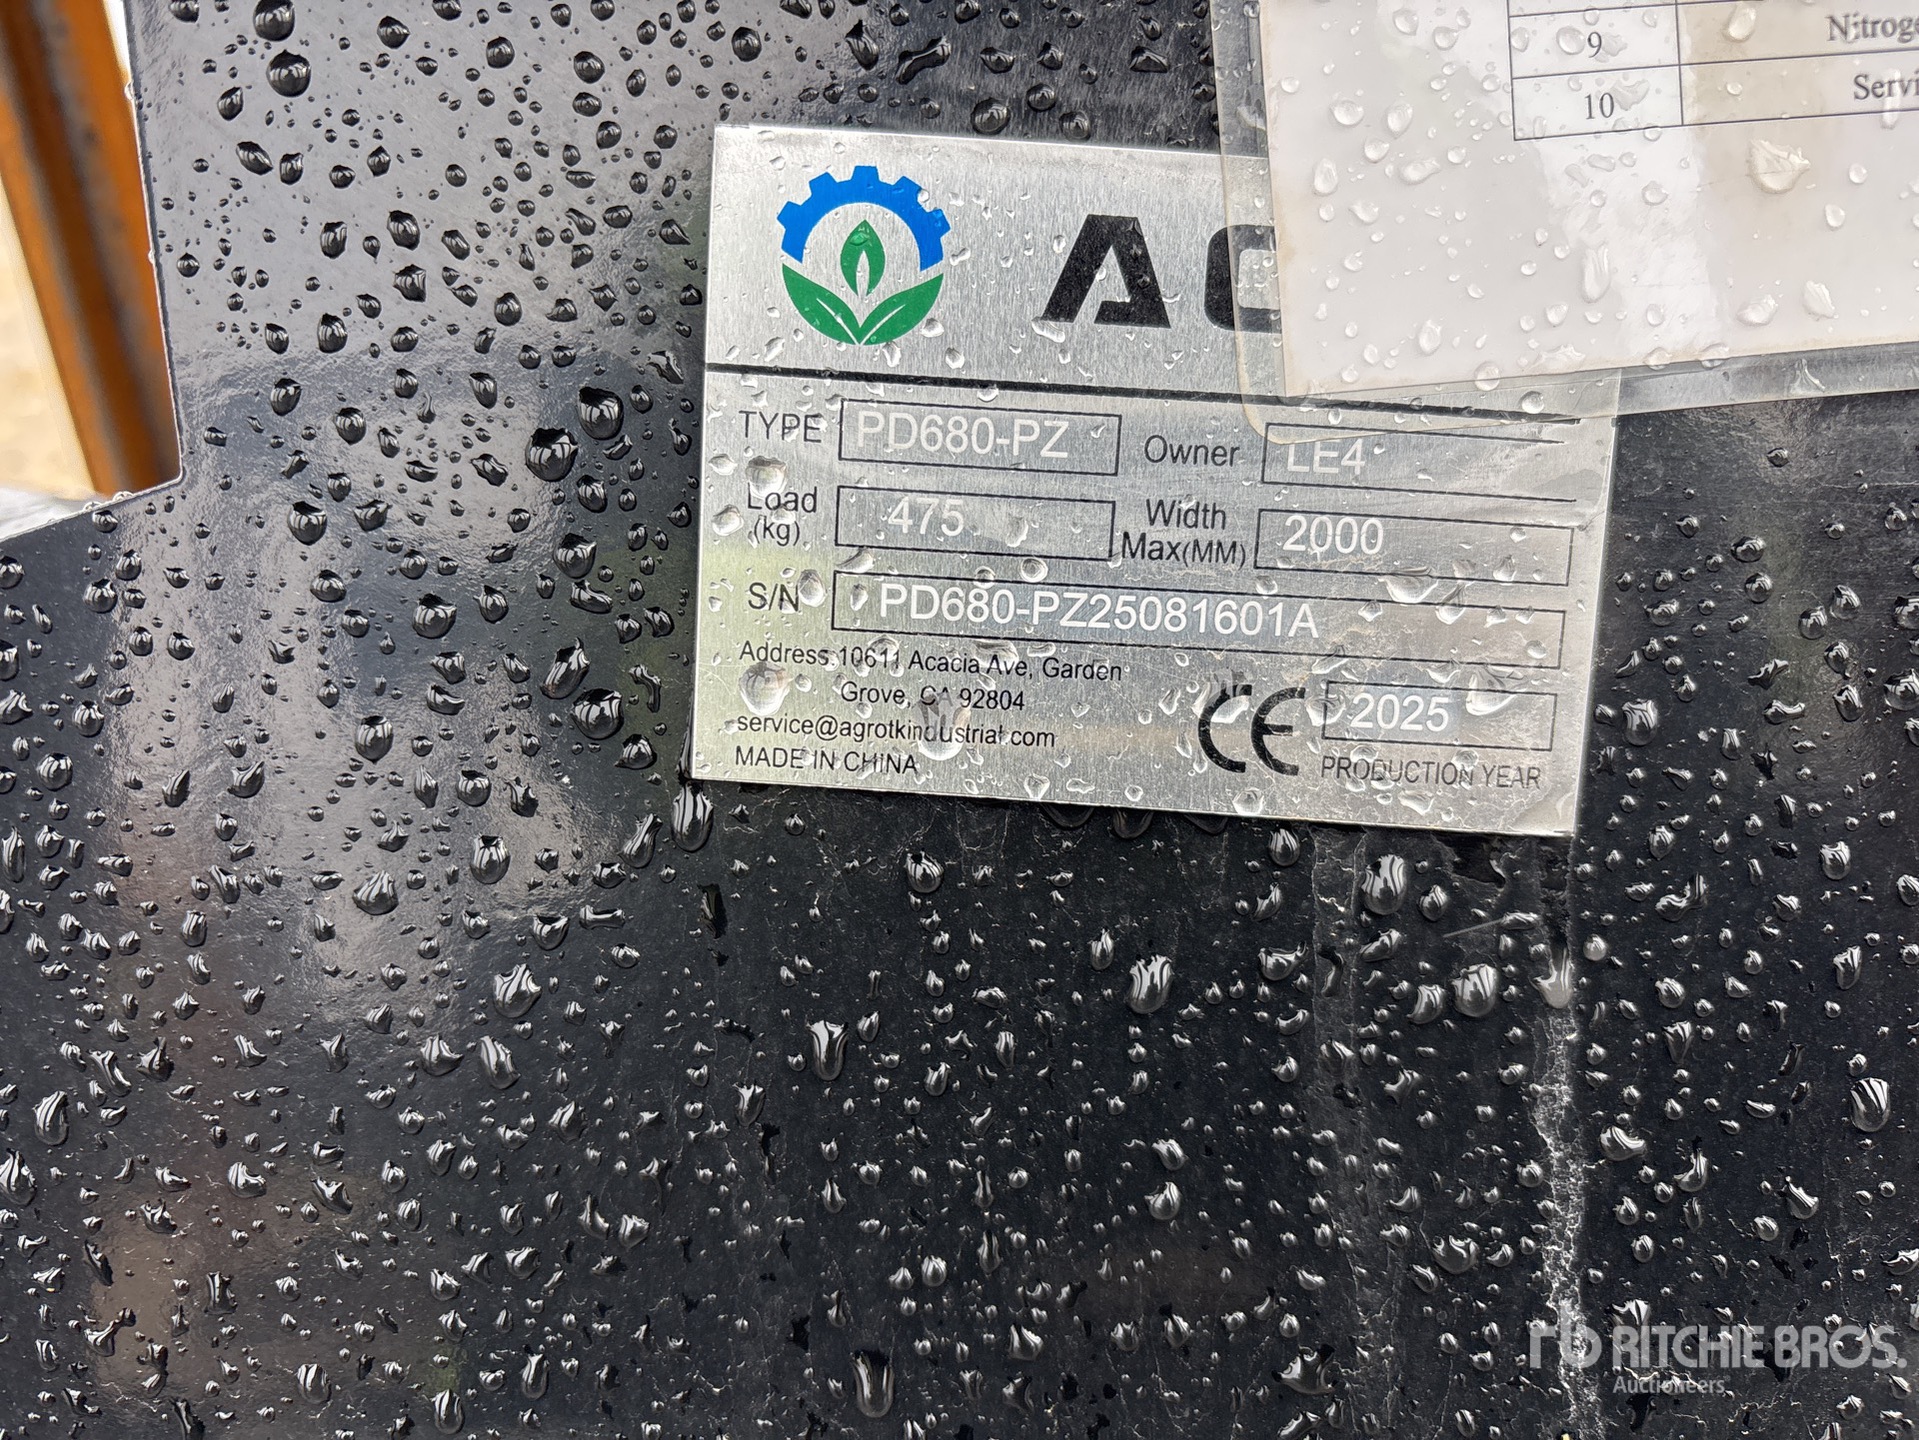 9 Nitroge
10 Servi
AG
TYPE PD680-PZ Owner LE4
Load (kg) 475 Width Max(MM) 2000
S/N PD680-PZ25081601A
Address:10611 Acacia Ave, Garden
Grove, CA 92804
service@agrotkindustrial.com
MADE IN CHINA
CE
2025
PRODUCTION YEAR
rb RITCHIE BROS.
Auctioneers